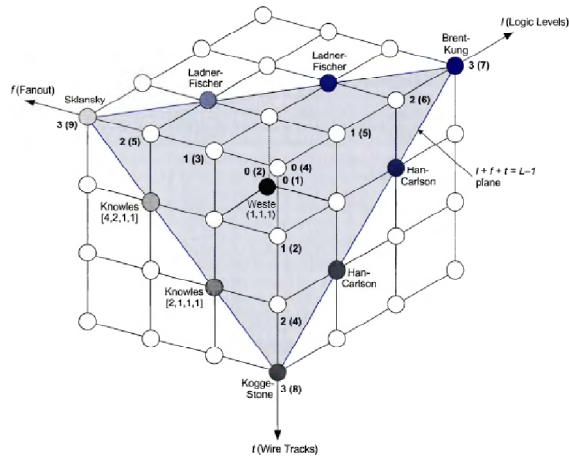 l (Logic Levels)
Brent-
Kung
3 (7)
Ladner-
Fischer
Ladner-
Fischer
f (Fanout)
Sklansky
3 (9)
2 (6)
2 (5)
1 (5)
1 (3)
0 (4)
0 (2)
0 (1)
l + f + t = L–1
plane
Han-
Carlson
Weste
(1,1,1)
Knowles
[4,2,1,1]
1 (2)
Han-
Carlson
Knowles
[2,1,1,1]
2 (4)
Kogge-
Stone
3 (8)
t (Wire Tracks)